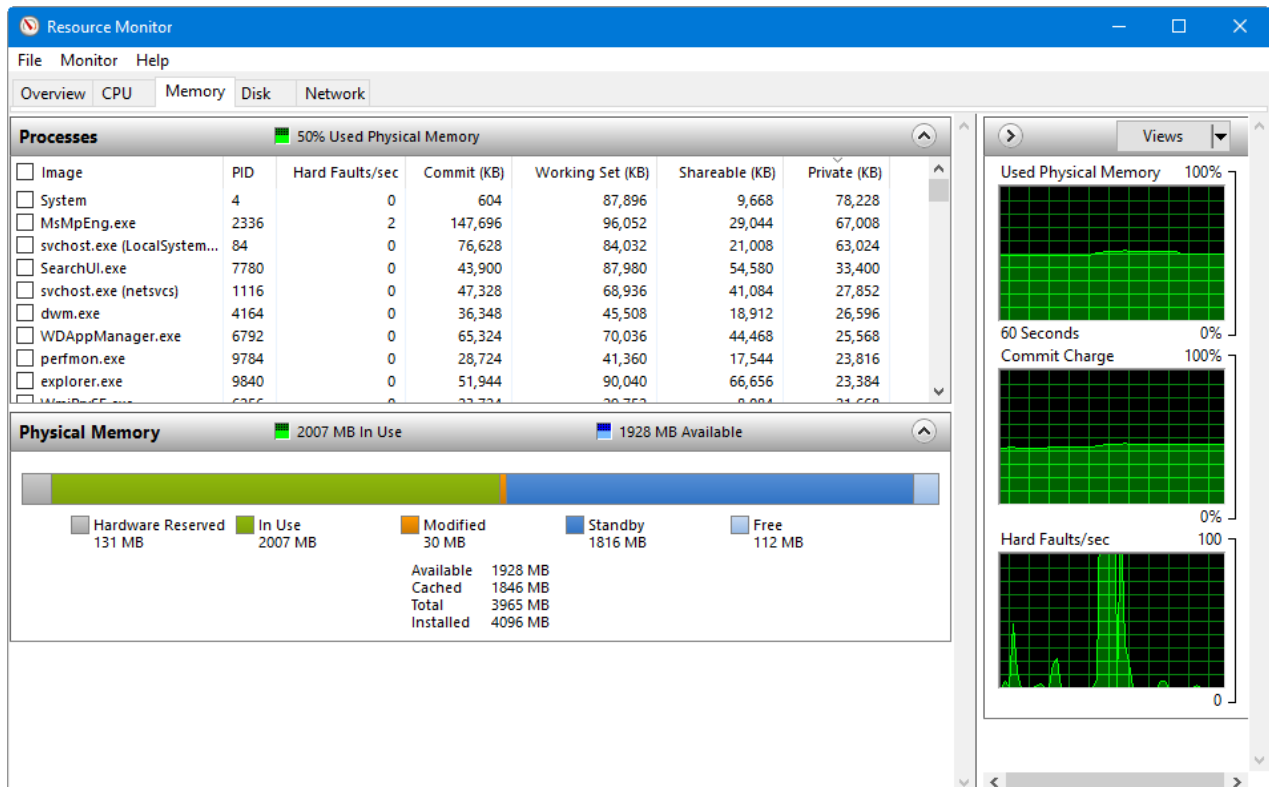 Resource Monitor
File Monitor Help
Overview CPU Memory Disk Network
Processes 50% Used Physical Memory
Image PID Hard Faults/sec Commit (KB) Working Set (KB) Shareable (KB) Private (KB)
System 4 0 604 87,896 9,668 78,228
MsMpEng.exe 2336 2 147,696 96,052 29,044 67,008
svchost.exe (LocalSystem... 84 0 76,628 84,032 21,008 63,024
SearchUI.exe 7780 0 43,900 87,980 54,580 33,400
svchost.exe (netsvcs) 1116 0 47,328 68,936 41,084 27,852
dwm.exe 4164 0 36,348 45,508 18,912 26,596
WDAppManager.exe 6792 0 65,324 70,036 44,468 25,568
perfmon.exe 9784 0 28,724 41,360 17,544 23,816
explorer.exe 9840 0 51,944 90,040 66,656 23,384
Physical Memory 2007 MB In Use 1928 MB Available
Hardware Reserved In Use Modified Standby Free
131 MB 2007 MB 30 MB 1816 MB 112 MB
Available 1928 MB
Cached 1846 MB
Total 3965 MB
Installed 4096 MB
Views
Used Physical Memory 100%
60 Seconds 0%
Commit Charge 100%
0%
Hard Faults/sec 100
0